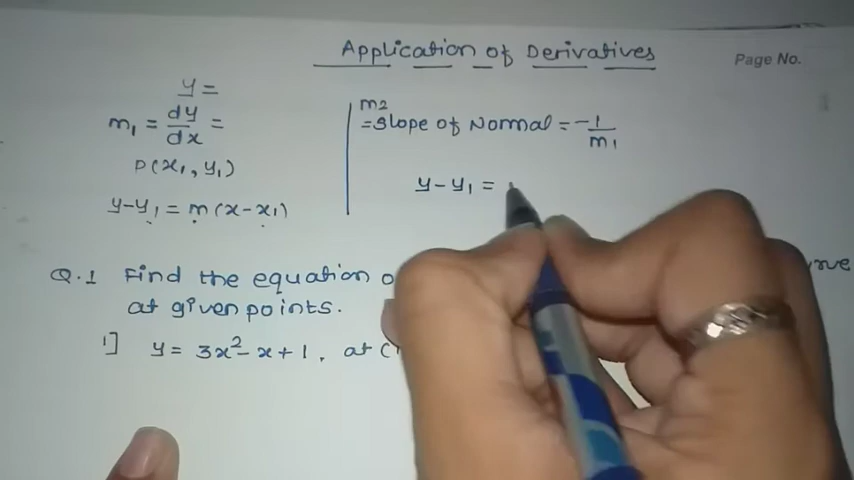 Application of Derivatives
Page No.
y =
m₁ = dy/dx =
P(x₁, y₁)
y-y₁ = m(x-x₁)
m₂
=Slope of Normal = -1/m₁
y-y₁ =
Q.1 Find the equation
at given points.
1] y = 3x²-x+1, at (1